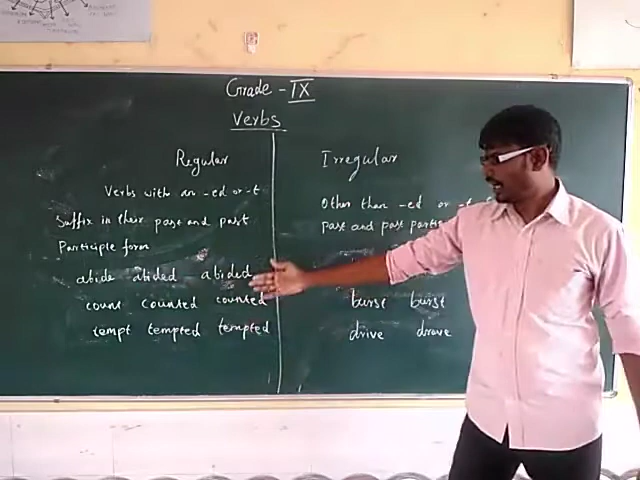 Grade - IX
Verbs
Regular
Verbs with an -ed or -t
Suffix in their past and past
Participle form
abide abided abided
count counted counted
tempt tempted tempted
Irregular
Other than -ed or -t
past and past
burst burst
drive drove